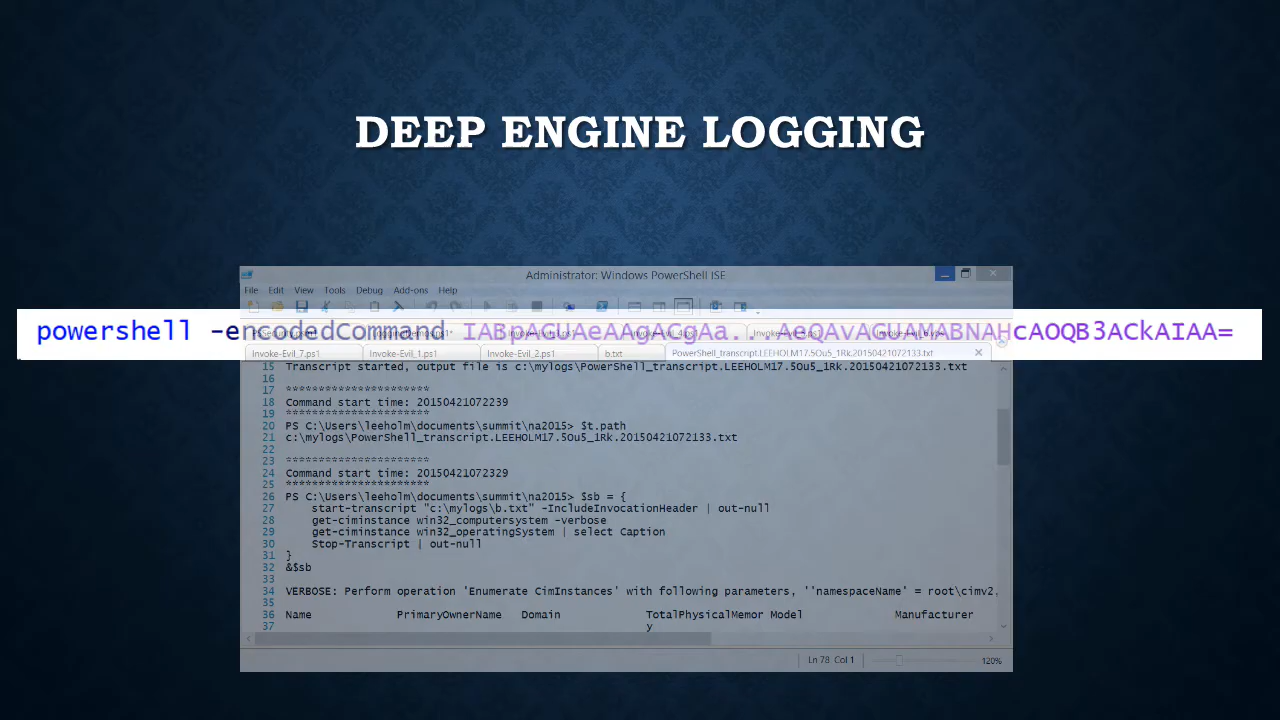 DEEP ENGINE LOGGING
Administrator: Windows PowerShell ISE
File Edit View Tools Debug Add-ons Help
powershell -encodedCommand
Invoke-Evil_7.ps1 Invoke-Evil_1.ps1 Invoke-Evil_2.ps1 b.txt PowerShell_transcript.LEEHOLM17.5Ou5_1Rk.20150421072133.txt
15 Transcript started, output file is c:\mylogs\PowerShell_transcript.LEEHOLM17.5Ou5_1Rk.20150421072133.txt
16
17 **********************
18 Command start time: 20150421072239
19 **********************
20 PS C:\Users\leeholm\documents\summit\na2015> $t.path
21 c:\mylogs\PowerShell_transcript.LEEHOLM17.5Ou5_1Rk.20150421072133.txt
22
23 **********************
24 Command start time: 20150421072329
25 **********************
26 PS C:\Users\leeholm\documents\summit\na2015> $sb = {
27 start-transcript "c:\mylogs\b.txt" -IncludeInvocationHeader | out-null
28 get-ciminstance win32_computersystem -verbose
29 get-ciminstance win32_operatingSystem | select Caption
30 Stop-Transcript | out-null
31 }
32 &$sb
33
34 VERBOSE: Perform operation 'Enumerate CimInstances' with following parameters, ''namespaceName' = root\cimv2,
35
36 Name PrimaryOwnerName Domain TotalPhysicalMemor Model Manufacturer
37 y
Ln 78 Col 1 120%